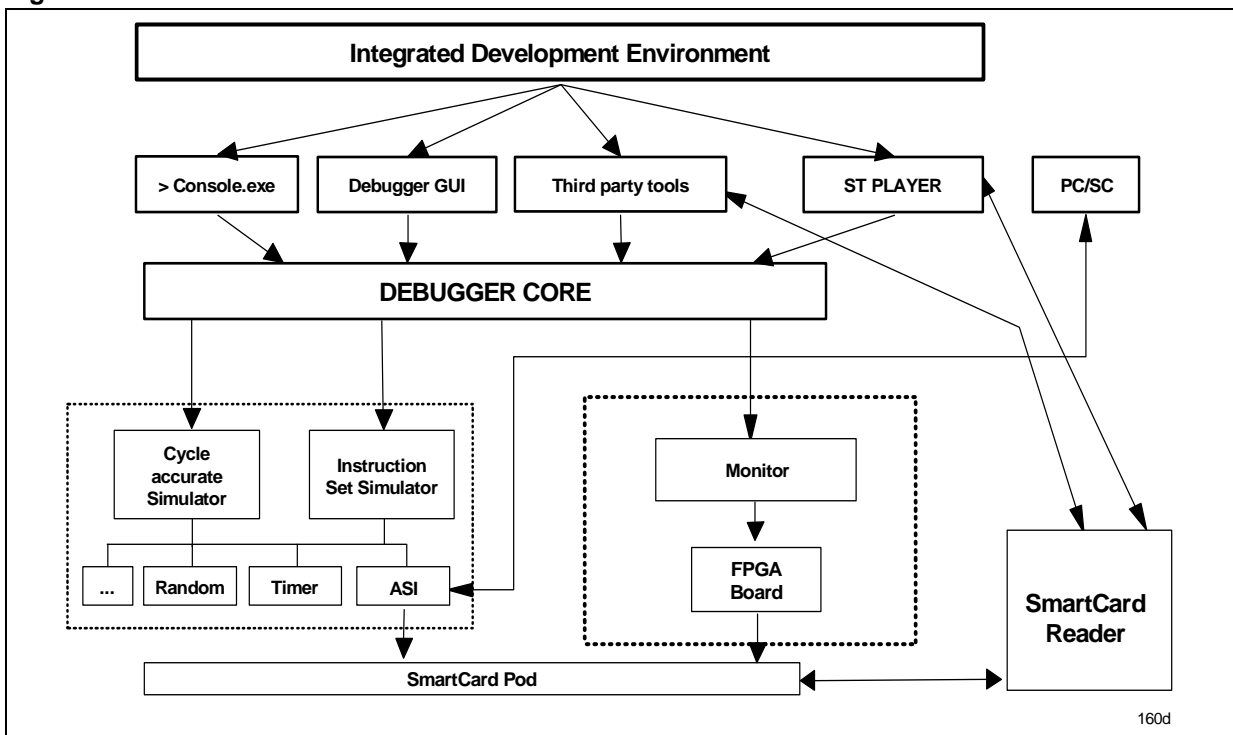 Integrated Development Environment
> Console.exe
Debugger GUI
Third party tools
ST PLAYER
PC/SC
DEBUGGER CORE
Cycle
accurate
Simulator
Instruction
Set Simulator
Monitor
...
Random
Timer
ASI
FPGA
Board
SmartCard
Reader
SmartCard Pod
160d